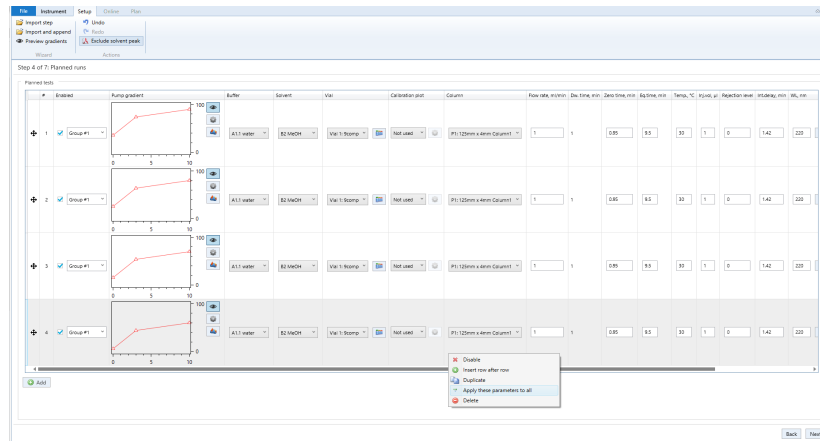 File Instrument Setup Online Plan
Import step Undo
Import and append Redo
Preview gradients Exclude solvent peak
Wizard Actions
Step 4 of 7: Planned runs
Planned tests
# Enabled Pump gradient Buffer Solvent Vial Calibration plot Column Flow rate, ml/min Dw. time, min Zero time, min Eq.time, min Temp., °C Inj.vol, µl Rejection level Int.delay, min WL, nm
100
1 Group #1 A1:1 water B2 MeOH Vial 1: 9comp Not used P1: 125mm x 4mm Column1 1 1 0.95 9.5 30 1 0 1.42 220
0
0 5 10
100
2 Group #1 A1:1 water B2 MeOH Vial 1: 9comp Not used P1: 125mm x 4mm Column1 1 1 0.95 9.5 30 1 0 1.42 220
0
0 5 10
100
3 Group #1 A1:1 water B2 MeOH Vial 1: 9comp Not used P1: 125mm x 4mm Column1 1 1 0.95 9.5 30 1 0 1.42 220
0
0 5 10
100
4 Group #1 A1:1 water B2 MeOH Vial 1: 9comp Not used P1: 125mm x 4mm Column1 1 1 0.95 9.5 30 1 0 1.42 220
0
0 5 10
Disable
Insert row after row
Duplicate
Apply these parameters to all
Delete
Add
Back Next